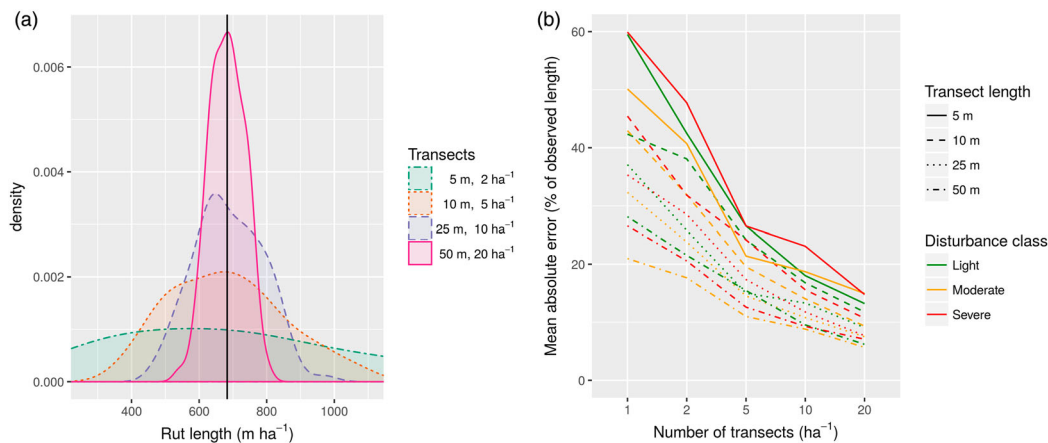 (a)
density
0.006
0.004
0.002
0.000
400 600 800 1000
Rut length (m ha⁻¹)
Transects
5 m, 2 ha⁻¹
10 m, 5 ha⁻¹
25 m, 10 ha⁻¹
50 m, 20 ha⁻¹
(b)
Mean absolute error (% of observed length)
60
40
20
0
1 2 5 10 20
Number of transects (ha⁻¹)
Transect length
5 m
10 m
25 m
50 m
Disturbance class
Light
Moderate
Severe